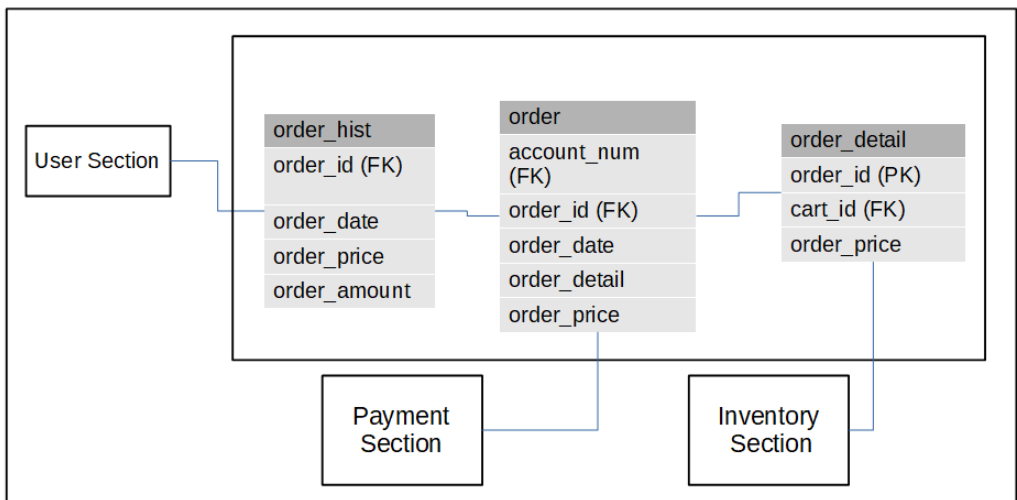 User Section
order_hist
order_id (FK)
order_date
order_price
order_amount
order
account_num
(FK)
order_id (FK)
order_date
order_detail
order_price
order_detail
order_id (PK)
cart_id (FK)
order_price
Payment
Section
Inventory
Section